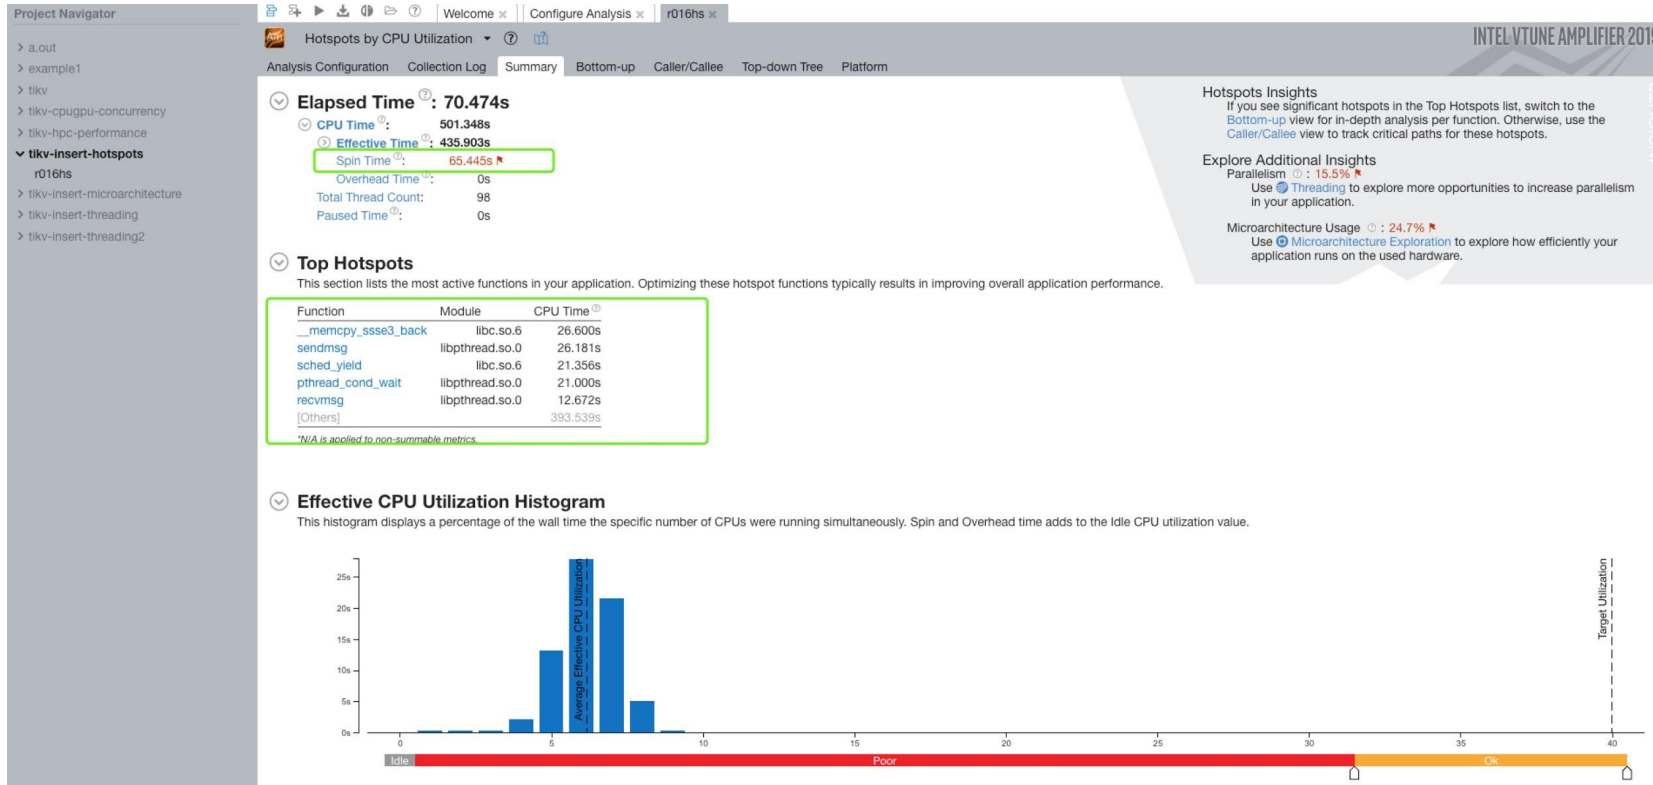 Project Navigator
a.out
example1
tikv
tikv-cpugpu-concurrency
tikv-hpc-performance
tikv-insert-hotspots
r016hs
tikv-insert-microarchitecture
tikv-insert-threading
tikv-insert-threading2
Welcome ×
Configure Analysis ×
r016hs ×
Hotspots by CPU Utilization
INTEL VTUNE AMPLIFIER 2019
Analysis Configuration Collection Log Summary Bottom-up Caller/Callee Top-down Tree Platform
Elapsed Time ?: 70.474s
CPU Time ?: 501.348s
Effective Time ?: 435.903s
Spin Time ?: 65.445s
Overhead Time ?: 0s
Total Thread Count: 98
Paused Time ?: 0s
Top Hotspots
This section lists the most active functions in your application. Optimizing these hotspot functions typically results in improving overall application performance.
Function Module CPU Time ?
__memcpy_ssse3_back libc.so.6 26.600s
sendmsg libpthread.so.0 26.181s
sched_yield libc.so.6 21.356s
pthread_cond_wait libpthread.so.0 21.000s
recvmsg libpthread.so.0 12.672s
[Others] 393.539s
*N/A is applied to non-summable metrics.
Hotspots Insights
If you see significant hotspots in the Top Hotspots list, switch to the
Bottom-up view for in-depth analysis per function. Otherwise, use the
Caller/Callee view to track critical paths for these hotspots.
Explore Additional Insights
Parallelism ? : 15.5%
Use Threading to explore more opportunities to increase parallelism
in your application.
Microarchitecture Usage ? : 24.7%
Use Microarchitecture Exploration to explore how efficiently your
application runs on the used hardware.
Effective CPU Utilization Histogram
This histogram displays a percentage of the wall time the specific number of CPUs were running simultaneously. Spin and Overhead time adds to the Idle CPU utilization value.
25s
20s
15s
10s
5s
0s
Average Effective CPU Utilization
Target Utilization
0 5 10 15 20 25 30 35 40
Idle Poor Ok